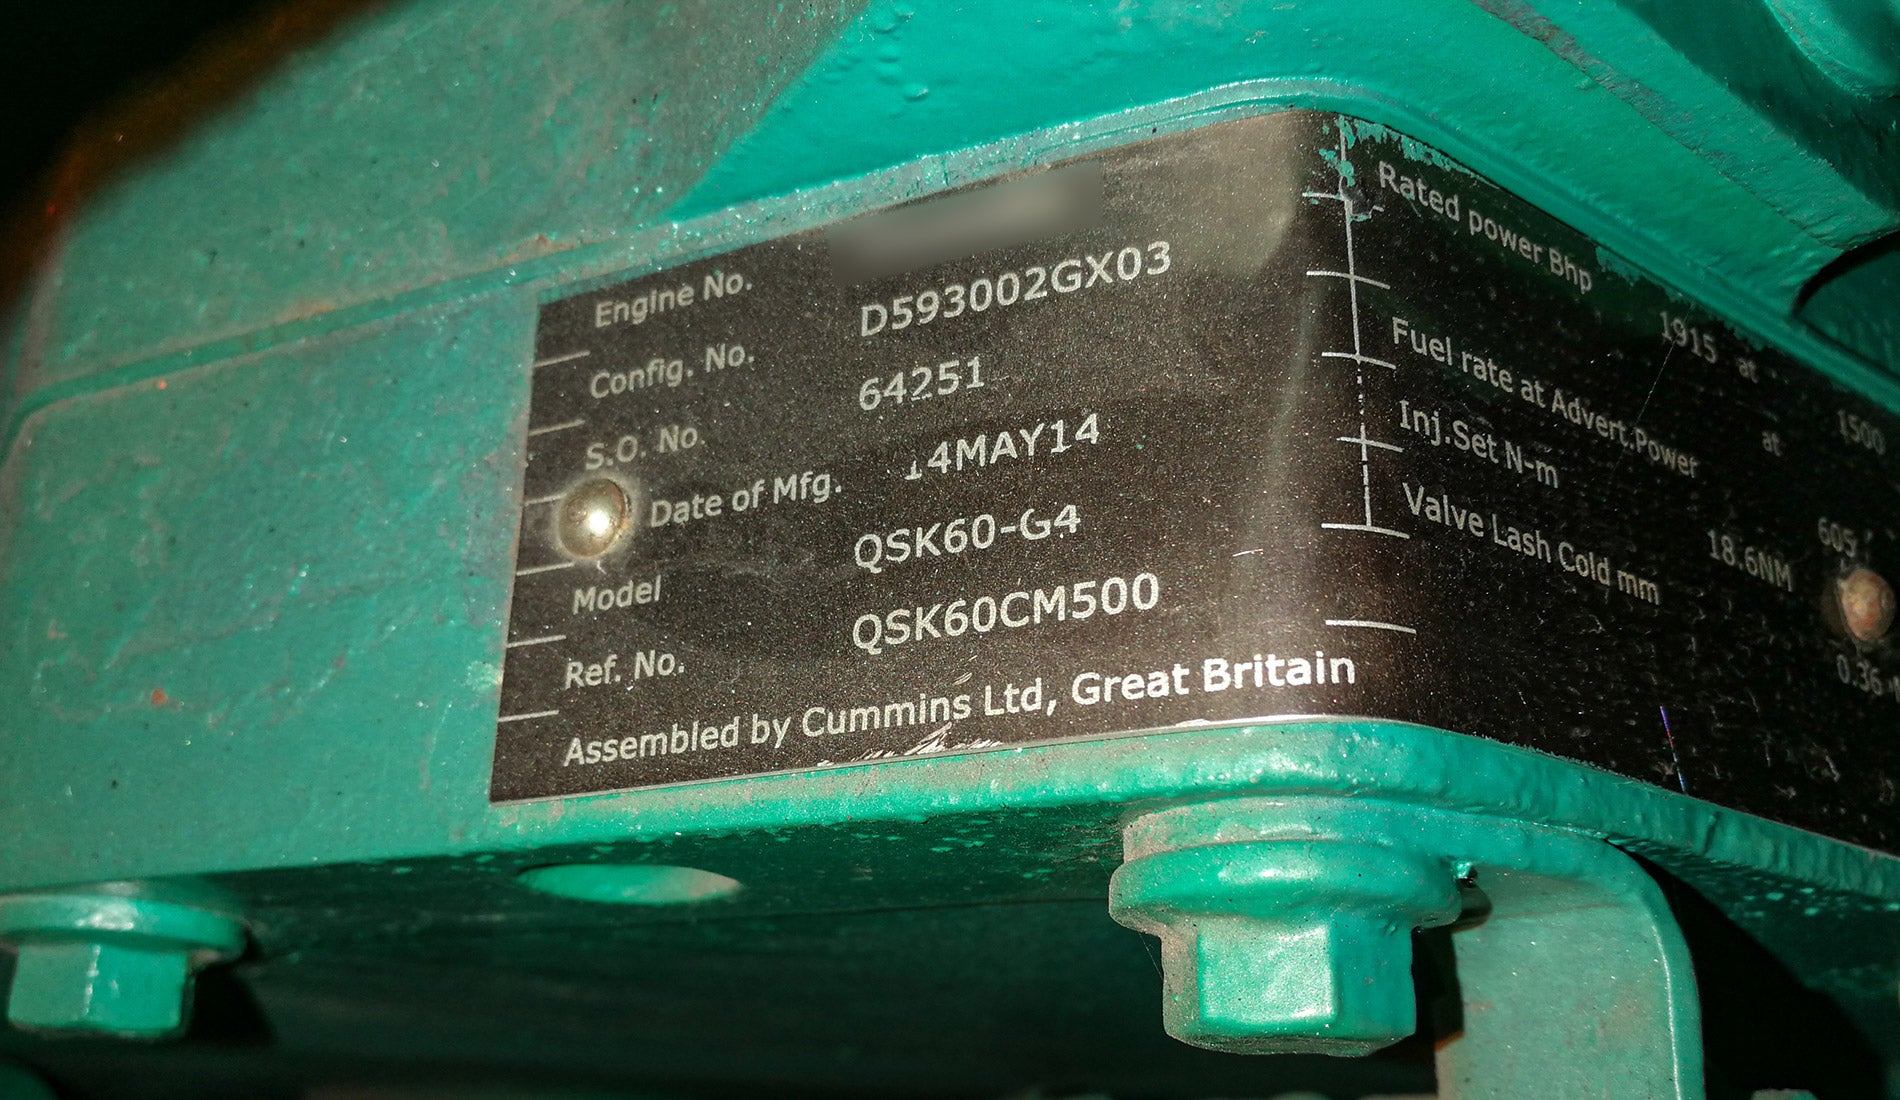 Engine No.
Config. No. D593002GX03
S.O. No. 64251
Date of Mfg. 14MAY14
Model QSK60-G4
Ref. No. QSK60CM500
Assembled by Cummins Ltd, Great Britain
Rated power Bhp 1915 at 1500
Fuel rate at Advert.Power at 605
Inj.Set N-m 18.6NM
Valve Lash Cold mm 0.36